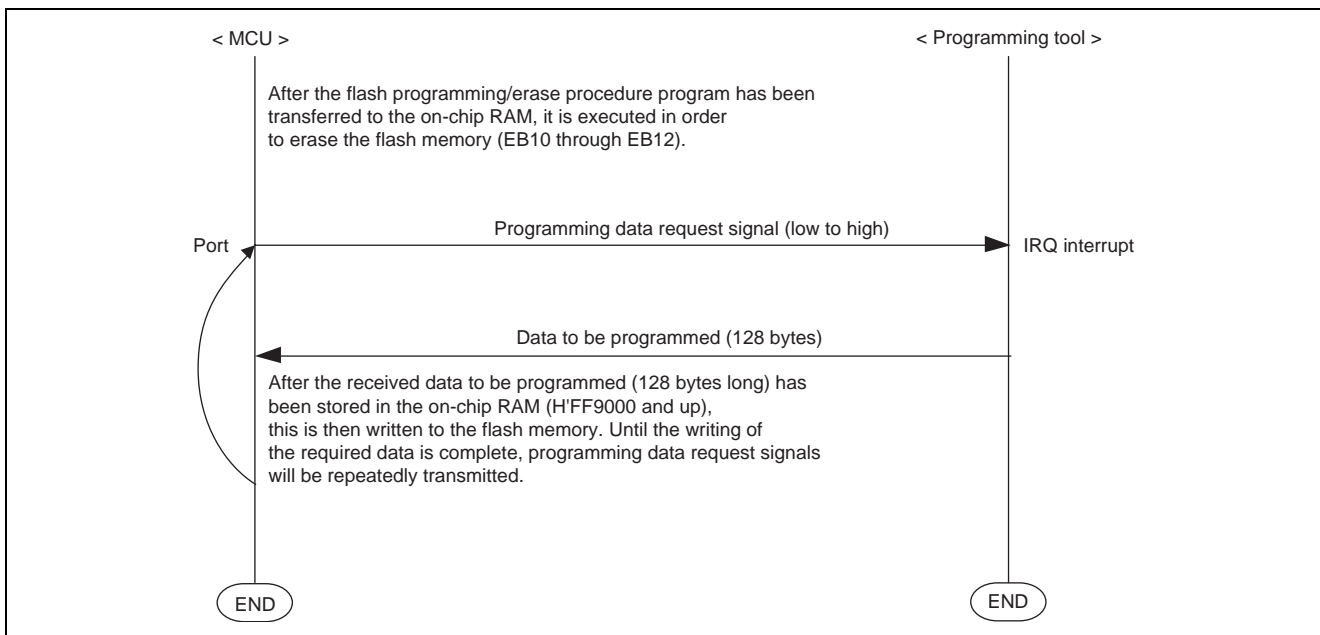 < MCU >
< Programming tool >
After the flash programming/erase procedure program has been
transferred to the on-chip RAM, it is executed in order
to erase the flash memory (EB10 through EB12).
Programming data request signal (low to high)
Port
IRQ interrupt
Data to be programmed (128 bytes)
After the received data to be programmed (128 bytes long) has
been stored in the on-chip RAM (H'FF9000 and up),
this is then written to the flash memory. Until the writing of
the required data is complete, programming data request signals
will be repeatedly transmitted.
END
END